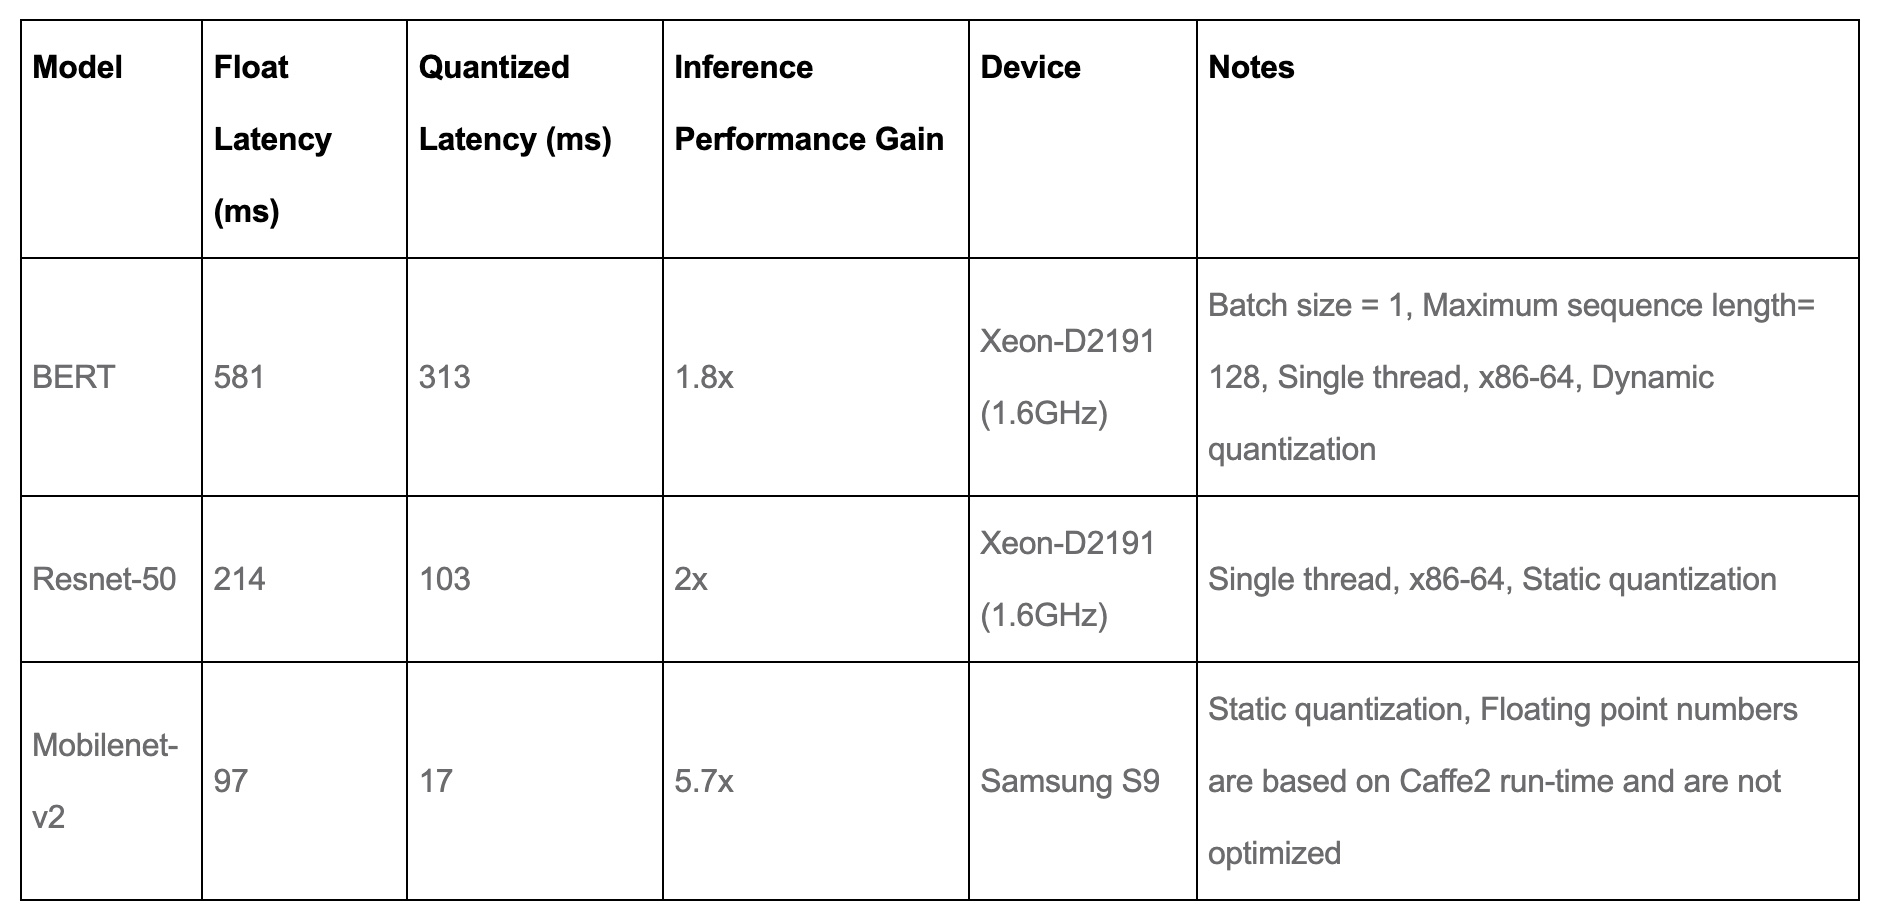 Model
Float
Latency
(ms)
Quantized
Latency (ms)
Inference
Performance Gain
Device
Notes
BERT
581
313
1.8x
Xeon-D2191
(1.6GHz)
Batch size = 1, Maximum sequence length=
128, Single thread, x86-64, Dynamic
quantization
Resnet-50
214
103
2x
Xeon-D2191
(1.6GHz)
Single thread, x86-64, Static quantization
Mobilenet-
v2
97
17
5.7x
Samsung S9
Static quantization, Floating point numbers
are based on Caffe2 run-time and are not
optimized